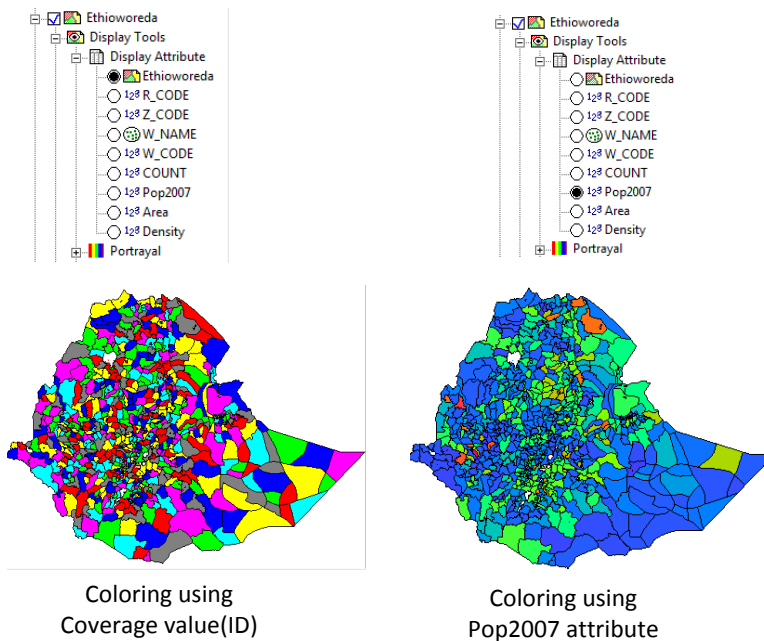 Ethioworeda
Display Tools
Display Attribute
Ethioworeda
123 R_CODE
123 Z_CODE
W_NAME
123 W_CODE
123 COUNT
123 Pop2007
123 Area
123 Density
Portrayal
Ethioworeda
Display Tools
Display Attribute
Ethioworeda
123 R_CODE
123 Z_CODE
W_NAME
123 W_CODE
123 COUNT
123 Pop2007
123 Area
123 Density
Portrayal
Coloring using
Coverage value(ID)
Coloring using
Pop2007 attribute